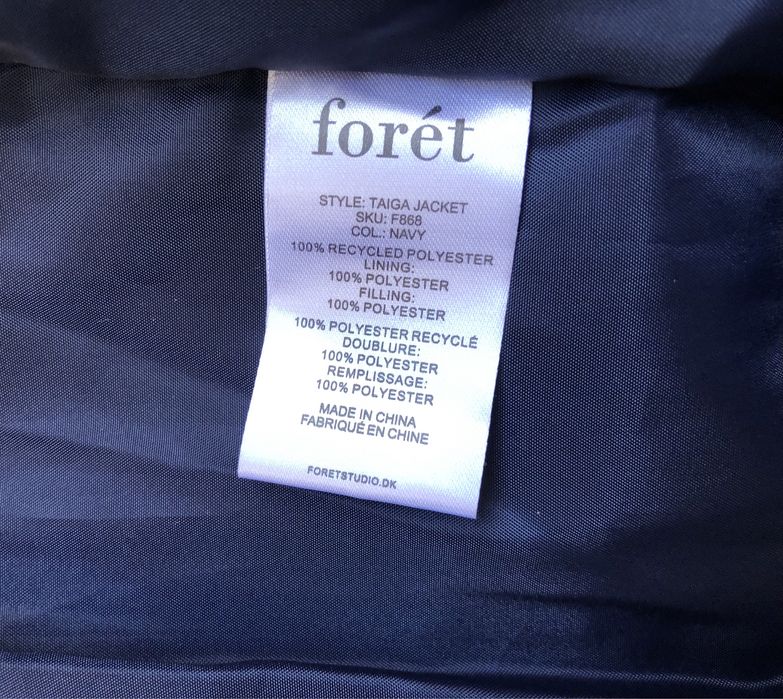 forét
STYLE: TAIGA JACKET
SKU: F868
COL.: NAVY
100% RECYCLED POLYESTER
LINING:
100% POLYESTER
FILLING:
100% POLYESTER
100% POLYESTER RECYCLÉ
DOUBLURE:
100% POLYESTER
REMPLISSAGE:
100% POLYESTER
MADE IN CHINA
FABRIQUÉ EN CHINE
FORETSTUDIO.DK